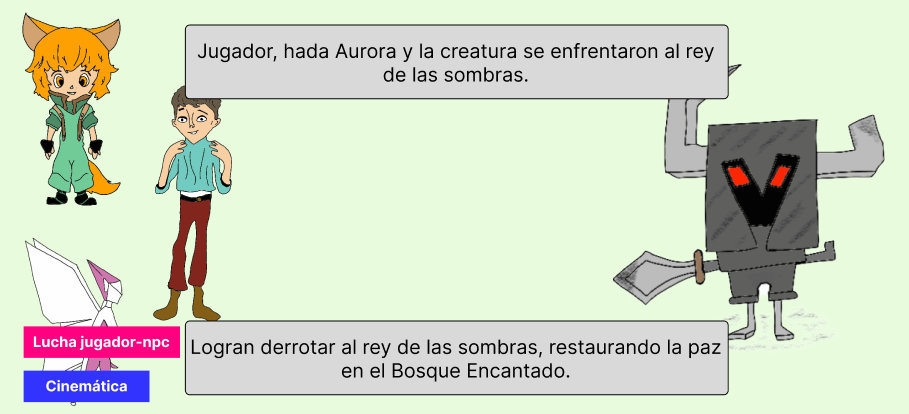 Jugador, hada Aurora y la creatura se enfrentaron al rey
de las sombras.
Lucha jugador-npc
Logran derrotar al rey de las sombras, restaurando la paz
en el Bosque Encantado.
Cinemática